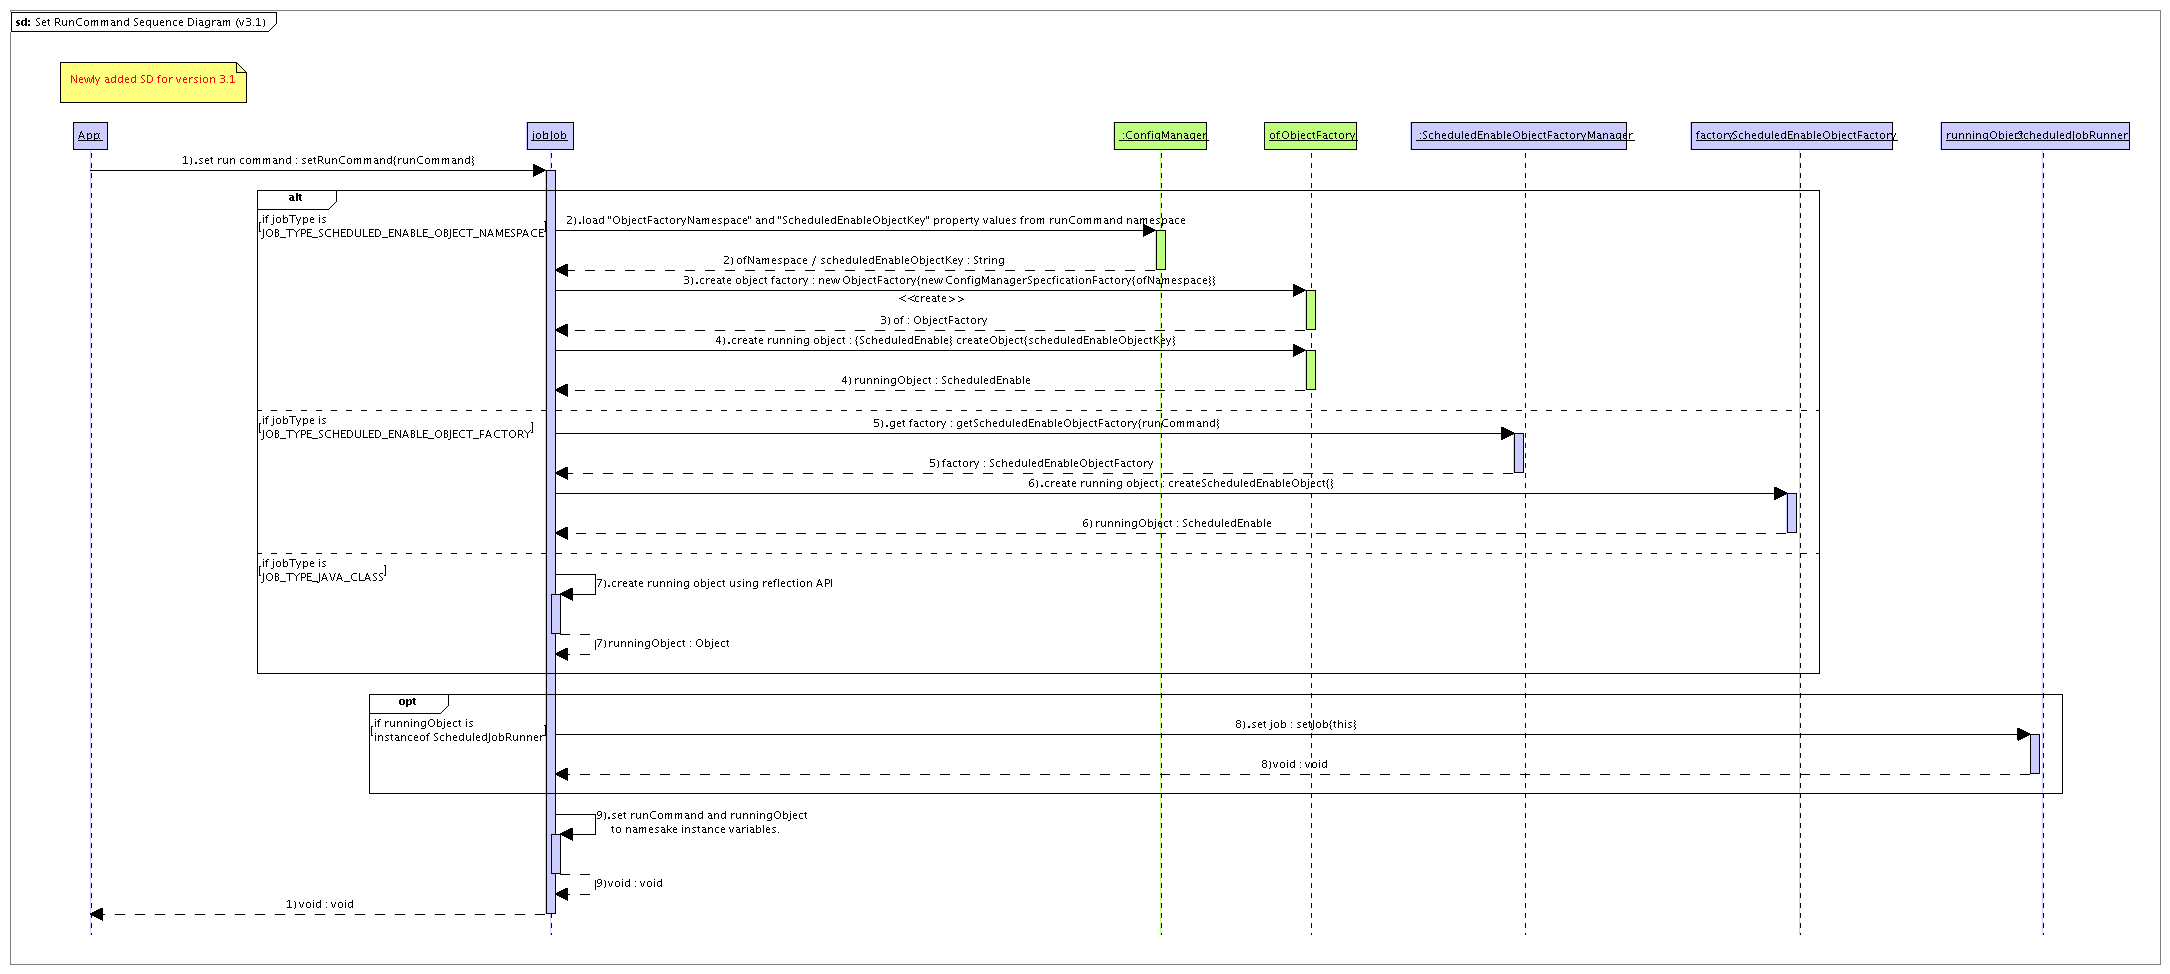 sd: Set RunCommand Sequence Diagram (v3.1)
Newly added SD for version 3.1
App:
job:Job
:ConfigManager
of:ObjectFactory
:ScheduledEnableObjectFactoryManager
factory:ScheduledEnableObjectFactory
runningObject:ScheduledJobRunner
1).set run command : setRunCommand{runCommand}
alt
[if jobType is
JOB_TYPE_SCHEDULED_ENABLE_OBJECT_NAMESPACE]
2).load "ObjectFactoryNamespace" and "ScheduledEnableObjectKey" property values from runCommand namespace
2) ofNamespace / scheduledEnableObjectKey : String
3).create object factory : new ObjectFactory{new ConfigManagerSpecficationFactory{ofNamespace}}
<<create>>
3) of : ObjectFactory
4).create running object : {ScheduledEnable} createObject{scheduledEnableObjectKey}
4) runningObject : ScheduledEnable
[if jobType is
JOB_TYPE_SCHEDULED_ENABLE_OBJECT_FACTORY]
5).get factory : getScheduledEnableObjectFactory{runCommand}
5) factory : ScheduledEnableObjectFactory
6).create running object : createScheduledEnableObject{}
6) runningObject : ScheduledEnable
[if jobType is
JOB_TYPE_JAVA_CLASS]
7).create running object using reflection API
7) runningObject : Object
opt
[if runningObject is
instanceof ScheduledJobRunner]
8).set job : setJob{this}
8) void : void
9).set runCommand and runningObject
to namesake instance variables.
9) void : void
1) void : void